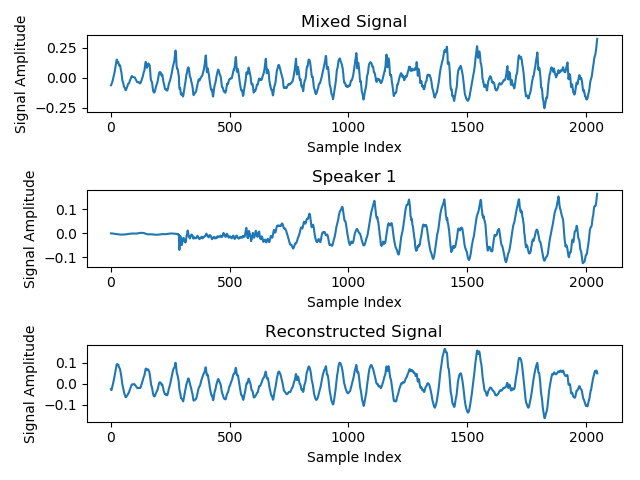 Mixed Signal
Signal Amplitude
0.25
0.00
−0.25
0 500 1000 1500 2000
Sample Index
Speaker 1
Signal Amplitude
0.1
0.0
−0.1
0 500 1000 1500 2000
Sample Index
Reconstructed Signal
Signal Amplitude
0.1
0.0
−0.1
0 500 1000 1500 2000
Sample Index